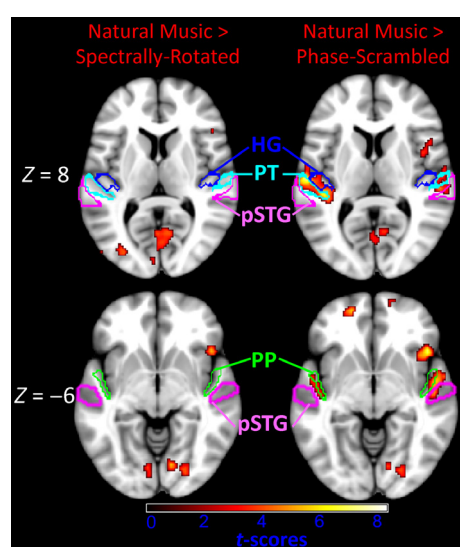 Natural Music >
Spectrally-Rotated
Natural Music >
Phase-Scrambled
HG
Z = 8
PT
pSTG
PP
Z = –6
pSTG
0 2 4 6 8
t-scores